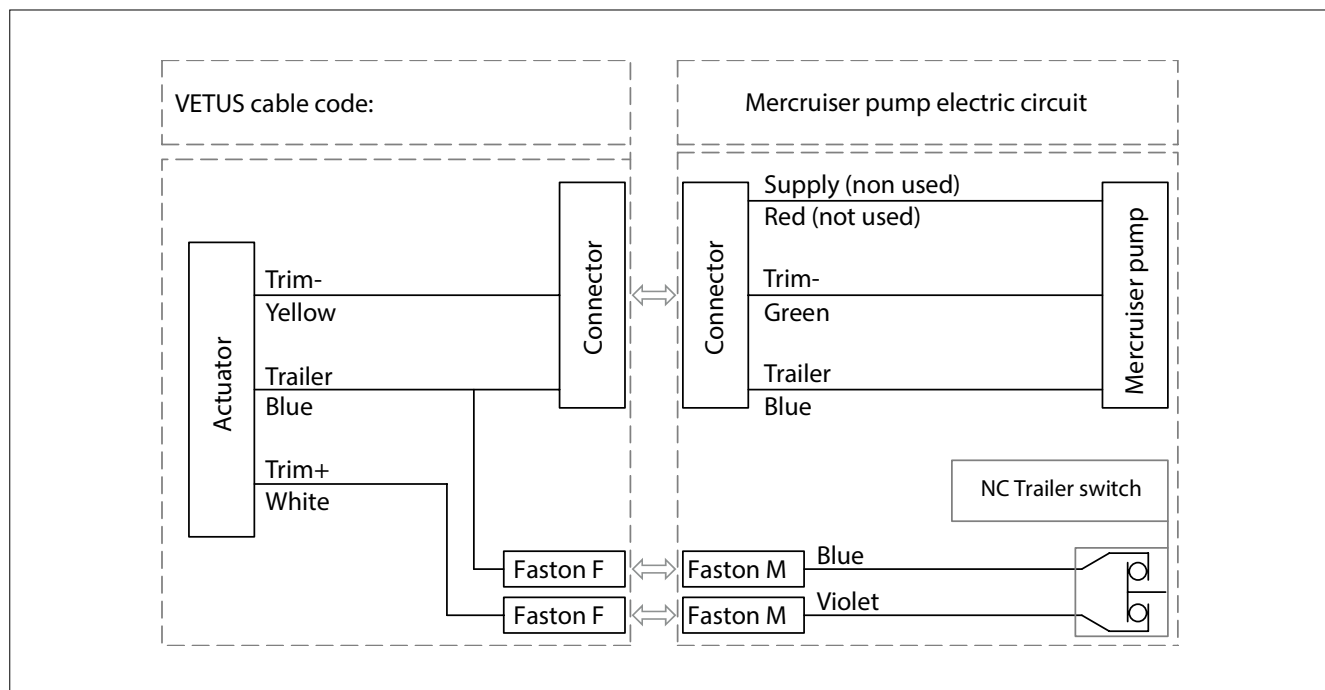 VETUS cable code:
Mercruiser pump electric circuit
Actuator
Trim-
Yellow
Trailer
Blue
Trim+
White
Connector
Faston F
Faston F
Connector
Supply (non used)
Red (not used)
Trim-
Green
Trailer
Blue
Mercruiser pump
NC Trailer switch
Faston M
Blue
Faston M
Violet